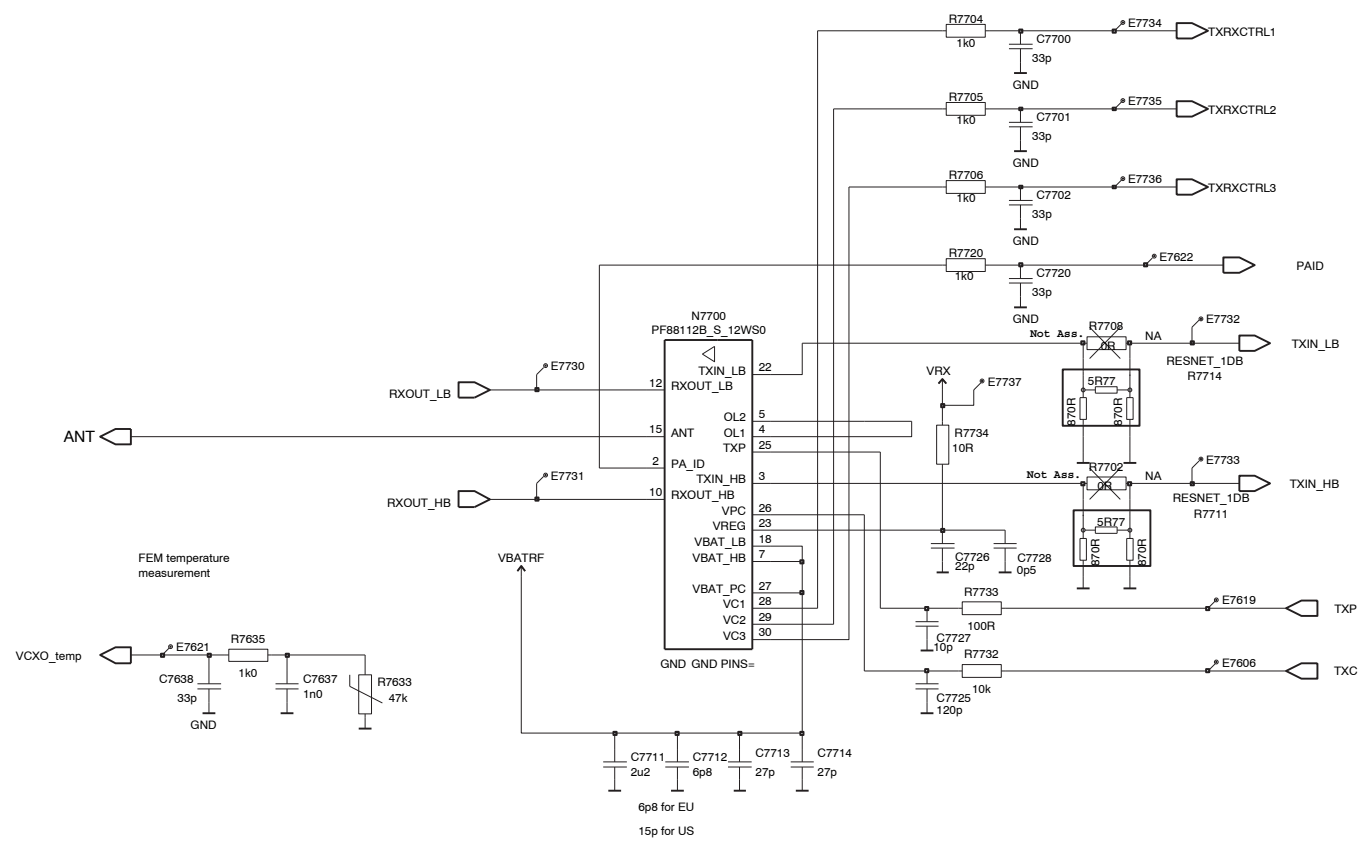 R7704
1k0
C7700
33p
GND
E7734
TXRXCTRL1
R7705
1k0
C7701
33p
GND
E7735
TXRXCTRL2
R7706
1k0
C7702
33p
GND
E7736
TXRXCTRL3
R7720
1k0
C7720
33p
GND
E7622
PAID
N7700
PF88112B_S_12WS0
Not Ass.
R7708
0R
NA
E7732
TXIN_LB
RESNET_1DB
R7714
5R77
870R
870R
E7730
RXOUT_LB
12
RXOUT_LB
TXIN_LB
22
VRX
E7737
R7734
10R
ANT
15
ANT
OL2
5
OL1
4
TXP
25
2
PA_ID
TXIN_HB
3
E7731
RXOUT_HB
10
RXOUT_HB
Not Ass.
R7702
0R
NA
E7733
TXIN_HB
RESNET_1DB
R7711
5R77
870R
870R
VPC
26
VREG
23
VBAT_LB
18
VBAT_HB
7
VBAT_PC
27
VC1
28
VC2
29
VC3
30
GND GND PINS=
C7726
22p
C7728
0p5
FEM temperature
measurement
VBATRF
R7733
100R
C7727
10p
E7619
TXP
R7732
10k
C7725
120p
E7606
TXC
VCXO_temp
E7621
R7635
1k0
C7638
33p
GND
C7637
1n0
R7633
47k
C7711
2u2
C7712
6p8
C7713
27p
C7714
27p
6p8 for EU
15p for US